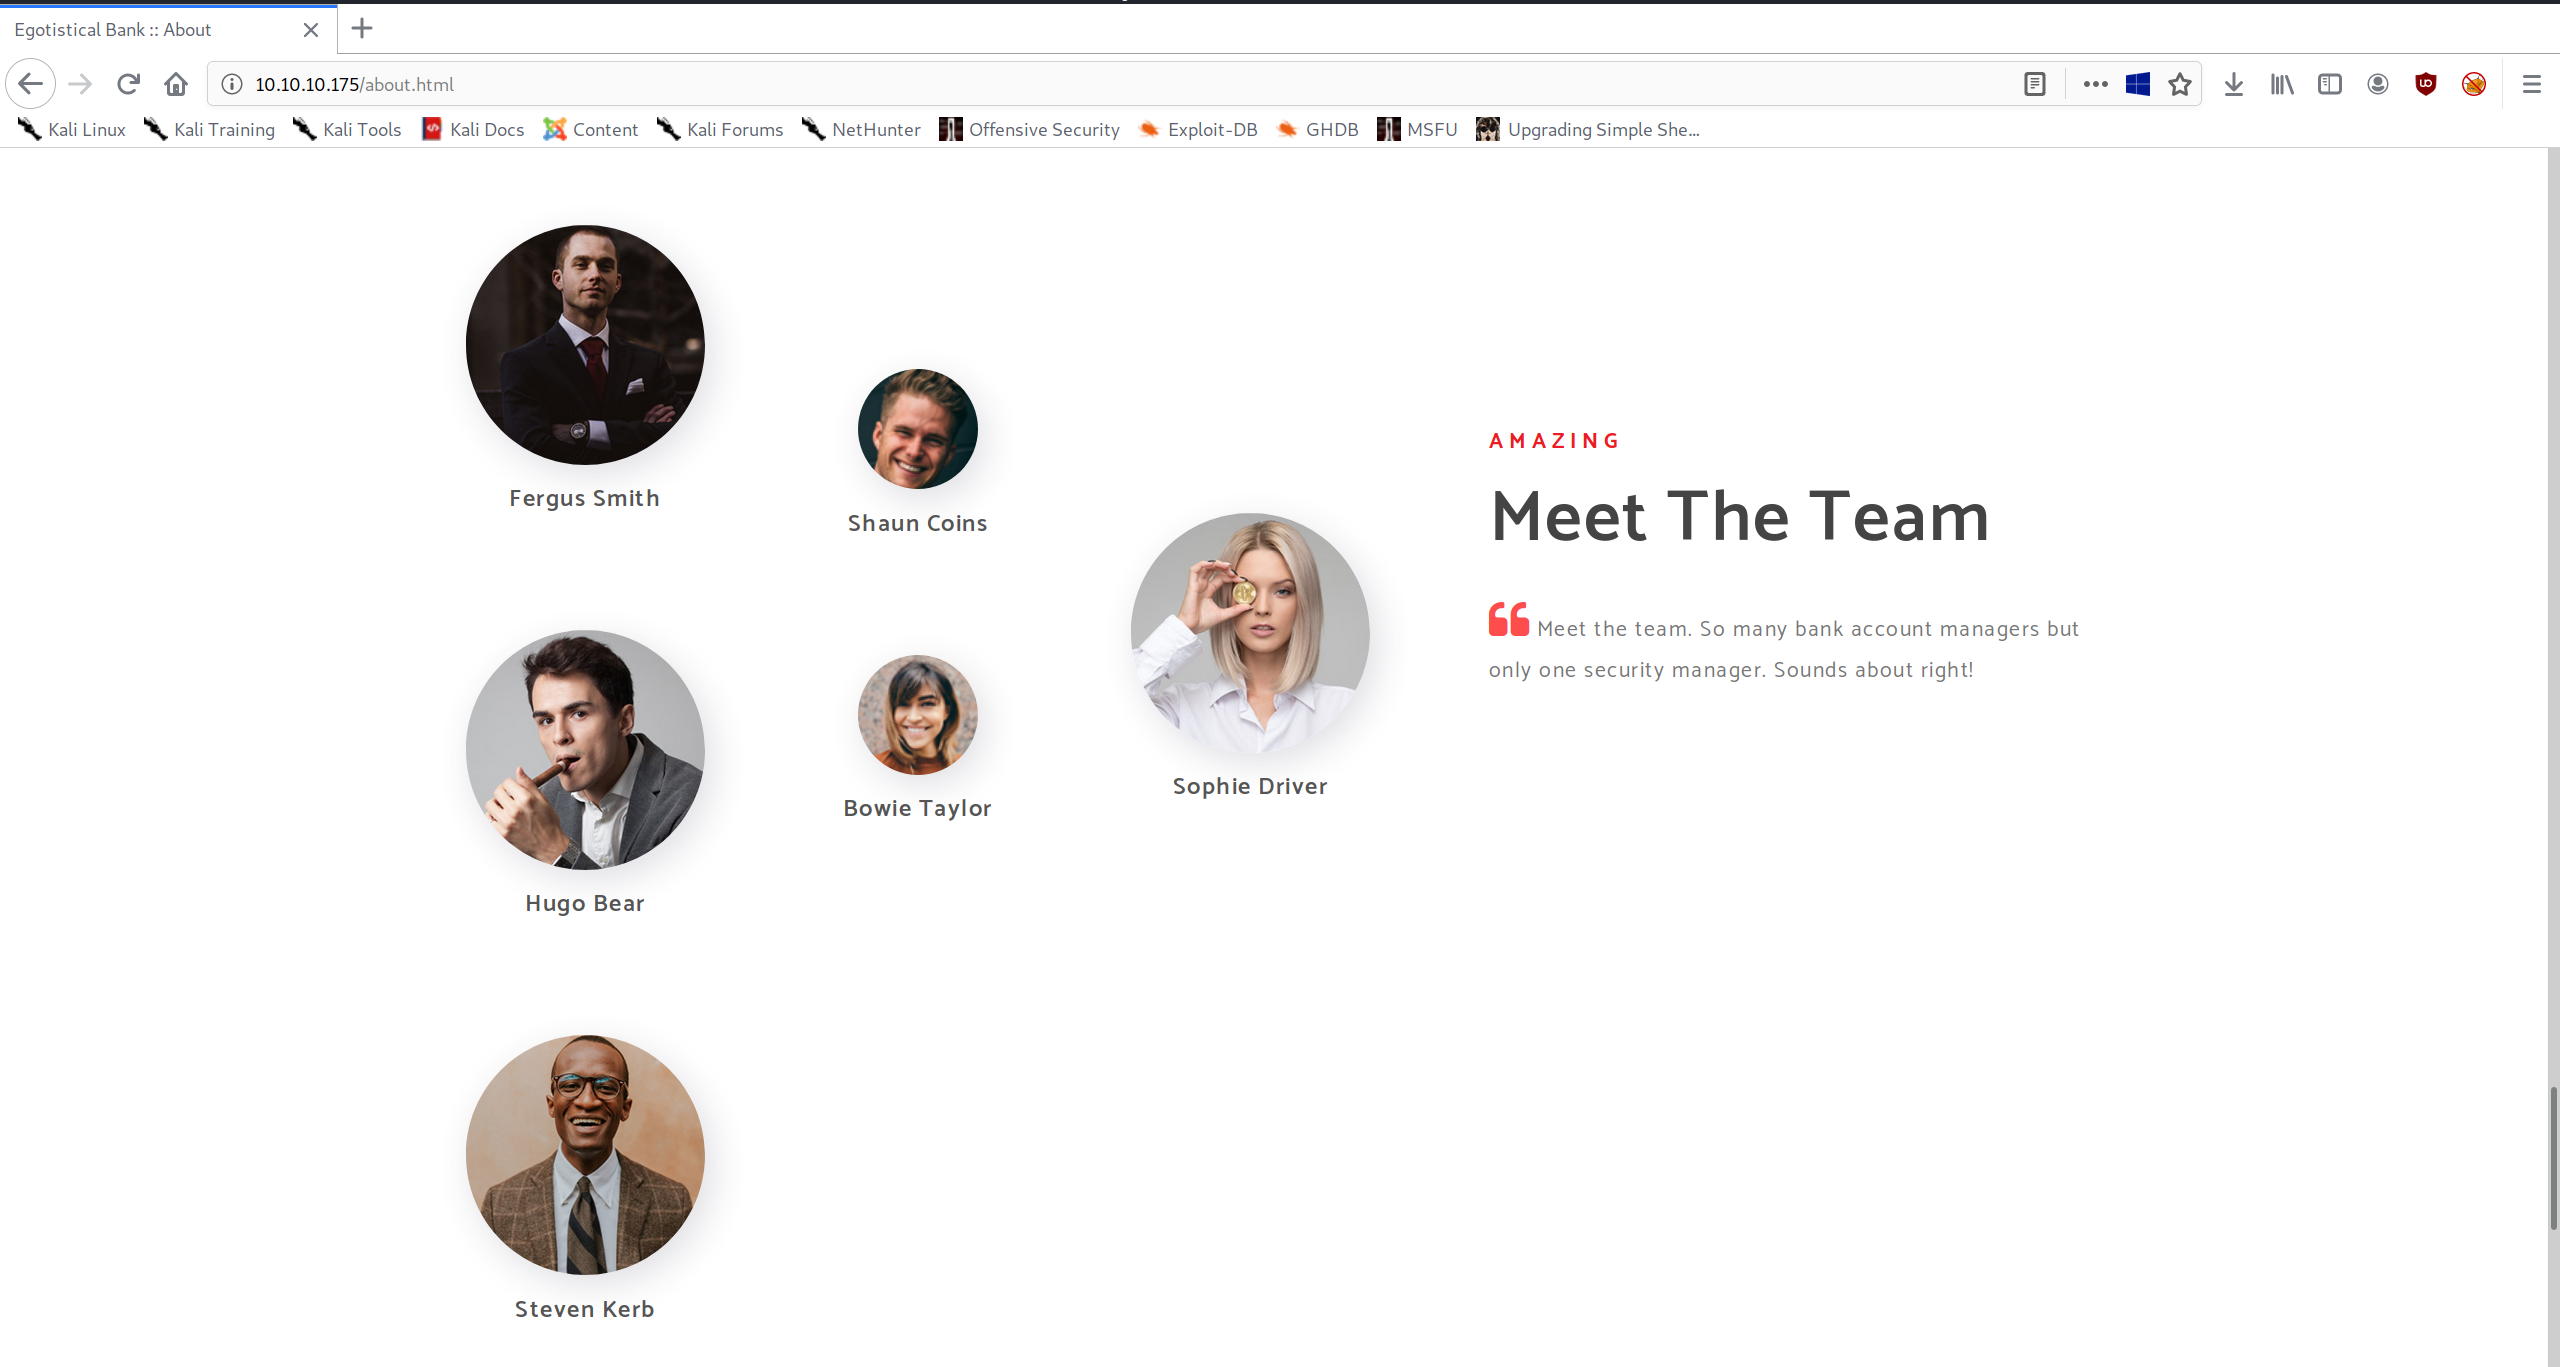 Egotistical Bank :: About
10.10.10.175/about.html
Kali Linux Kali Training Kali Tools Kali Docs Content Kali Forums NetHunter Offensive Security Exploit-DB GHDB MSFU Upgrading Simple She...
Fergus Smith
Shaun Coins
Sophie Driver
Hugo Bear
Bowie Taylor
Steven Kerb
AMAZING
Meet The Team
Meet the team. So many bank account managers but
only one security manager. Sounds about right!